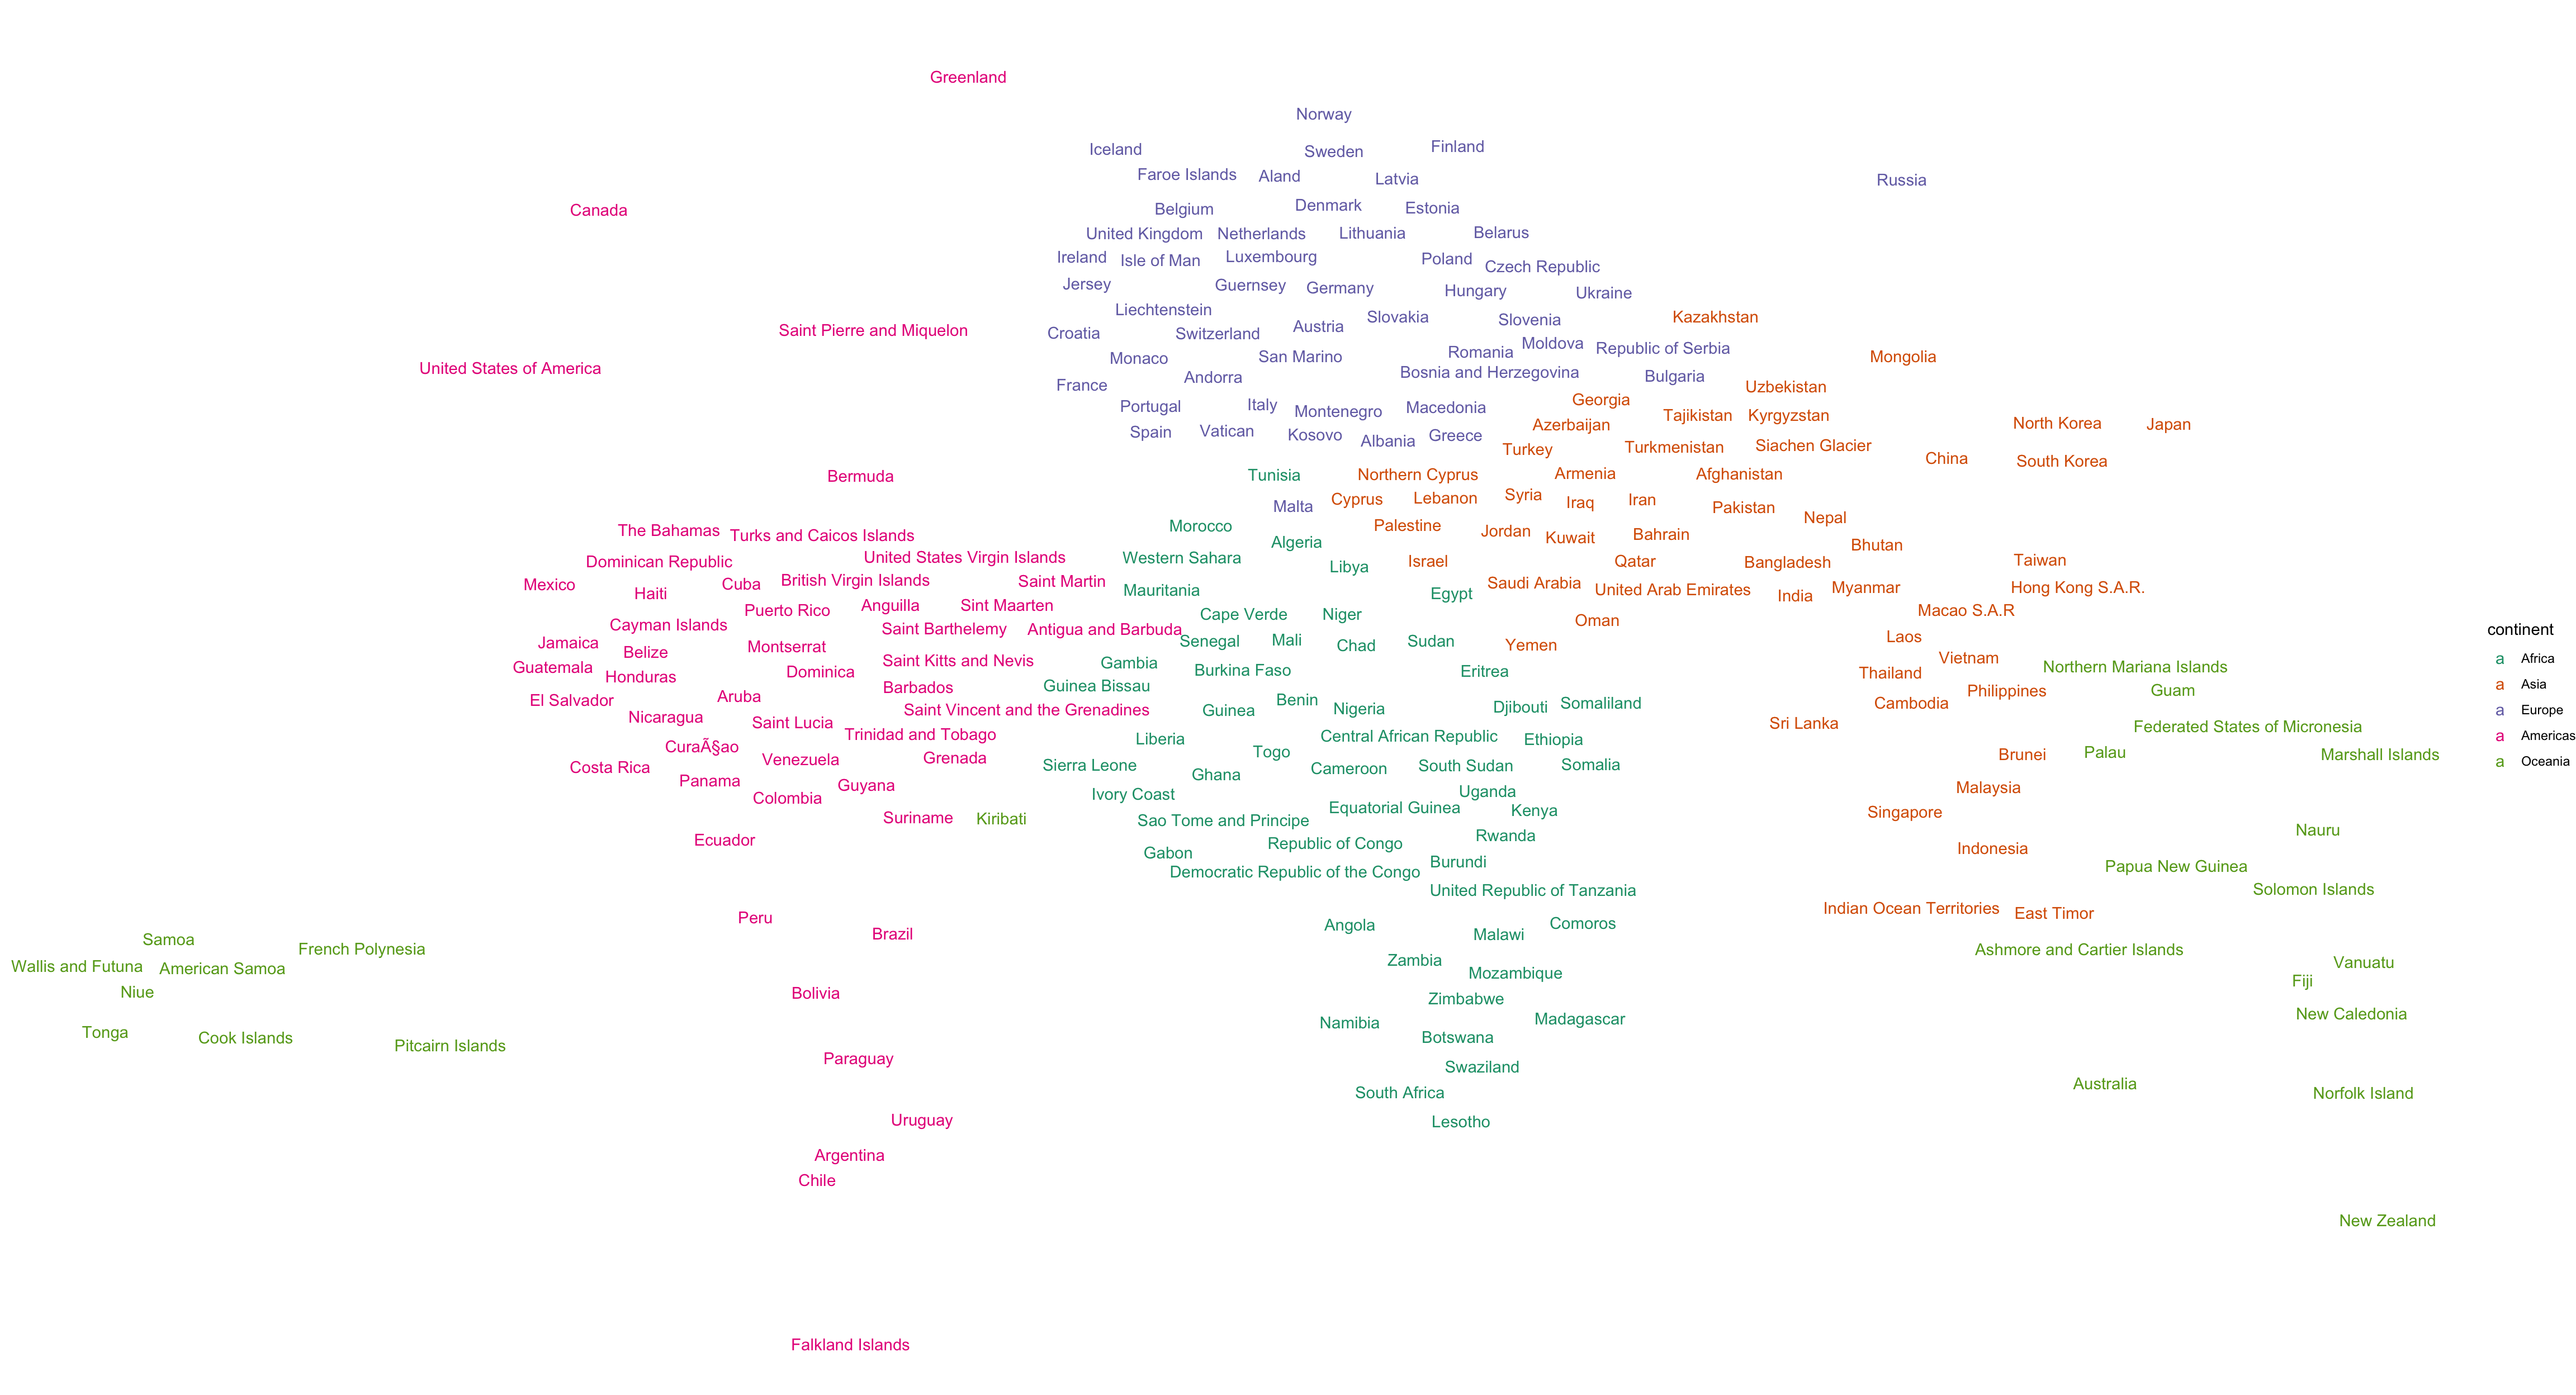 Greenland
Norway
Finland
Iceland
Sweden
Faroe Islands
Aland
Latvia
Russia
Canada
Belgium
Denmark
Estonia
United Kingdom
Netherlands
Lithuania
Belarus
Ireland
Isle of Man
Luxembourg
Poland
Czech Republic
Jersey
Guernsey
Germany
Hungary
Ukraine
Liechtenstein
Slovakia
Slovenia
Kazakhstan
Saint Pierre and Miquelon
Croatia
Switzerland
Austria
Moldova
Republic of Serbia
Monaco
San Marino
Romania
Mongolia
United States of America
France
Andorra
Bosnia and Herzegovina
Bulgaria
Uzbekistan
Portugal
Italy
Montenegro
Macedonia
Georgia
Tajikistan
Kyrgyzstan
Spain
Vatican
Kosovo
Albania
Greece
Azerbaijan
North Korea
Japan
Turkey
Turkmenistan
Siachen Glacier
China
South Korea
Bermuda
Tunisia
Northern Cyprus
Armenia
Afghanistan
Malta
Cyprus
Lebanon
Syria
Iraq
Iran
Pakistan
Nepal
The Bahamas
Turks and Caicos Islands
Morocco
Palestine
Jordan
Kuwait
Bahrain
Bhutan
Algeria
Dominican Republic
United States Virgin Islands
Western Sahara
Libya
Israel
Qatar
Bangladesh
Taiwan
Mexico
Haiti
Cuba
British Virgin Islands
Saint Martin
Mauritania
Egypt
Saudi Arabia
United Arab Emirates
India
Myanmar
Hong Kong S.A.R.
Puerto Rico
Anguilla
Sint Maarten
Cape Verde
Niger
Oman
Macao S.A.R
Cayman Islands
Saint Barthelemy
Antigua and Barbuda
Jamaica
Belize
Montserrat
Senegal
Mali
Chad
Sudan
Yemen
Laos
Guatemala
Honduras
Dominica
Saint Kitts and Nevis
Gambia
Burkina Faso
Eritrea
Thailand
Vietnam
Northern Mariana Islands
El Salvador
Aruba
Barbados
Guinea Bissau
Benin
Philippines
Guam
Nicaragua
Saint Lucia
Saint Vincent and the Grenadines
Guinea
Nigeria
Djibouti
Somaliland
Cambodia
Sri Lanka
Federated States of Micronesia
CuraÃ§ao
Trinidad and Tobago
Liberia
Togo
Central African Republic
Ethiopia
Brunei
Palau
Marshall Islands
Costa Rica
Venezuela
Grenada
Sierra Leone
Ghana
Cameroon
South Sudan
Somalia
Panama
Guyana
Colombia
Ivory Coast
Uganda
Malaysia
Suriname
Kiribati
Sao Tome and Principe
Equatorial Guinea
Kenya
Singapore
Ecuador
Republic of Congo
Rwanda
Nauru
Gabon
Burundi
Indonesia
Democratic Republic of the Congo
Papua New Guinea
United Republic of Tanzania
Solomon Islands
Peru
Brazil
Angola
Malawi
Comoros
Indian Ocean Territories
East Timor
Samoa
French Polynesia
Ashmore and Cartier Islands
Wallis and Futuna
American Samoa
Zambia
Mozambique
Vanuatu
Niue
Bolivia
Zimbabwe
Fiji
Tonga
Cook Islands
Pitcairn Islands
Namibia
Botswana
Madagascar
New Caledonia
Paraguay
Swaziland
South Africa
Australia
Norfolk Island
Uruguay
Lesotho
Argentina
Chile
New Zealand
Falkland Islands
continent
a Africa
a Asia
a Europe
a Americas
a Oceania